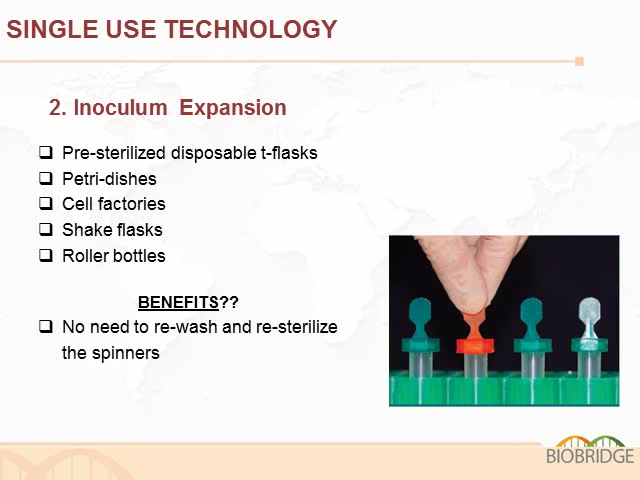 SINGLE USE TECHNOLOGY
2. Inoculum Expansion
Pre-sterilized disposable t-flasks
Petri-dishes
Cell factories
Shake flasks
Roller bottles
BENEFITS??
No need to re-wash and re-sterilize
the spinners
BIOBRIDGE